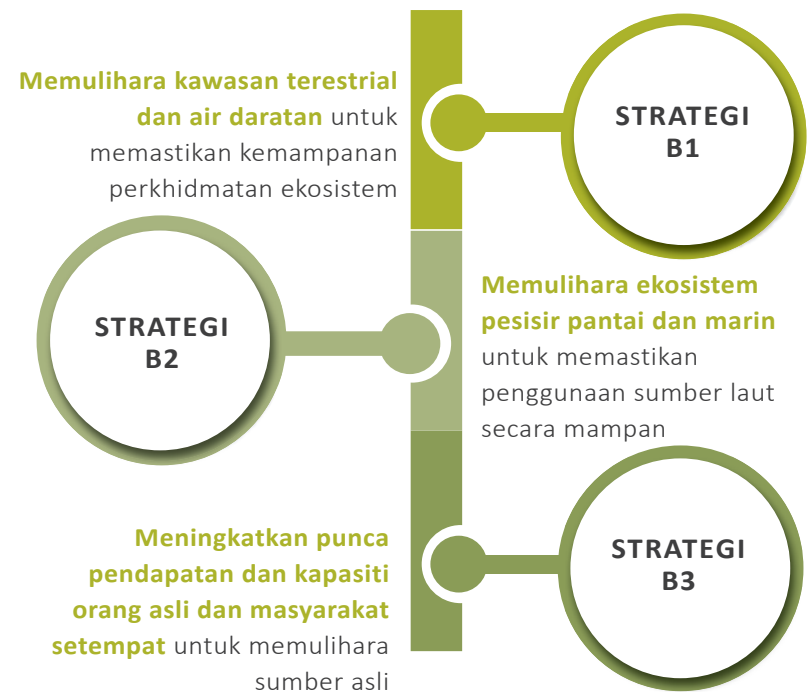 STRATEGI
B1
Memulihara kawasan terestrial
dan air daratan untuk
memastikan kemampanan
perkhidmatan ekosistem
STRATEGI
B2
Memulihara ekosistem
pesisir pantai dan marin
untuk memastikan
penggunaan sumber laut
secara mampan
STRATEGI
B3
Meningkatkan punca
pendapatan dan kapasiti
orang asli dan masyarakat
setempat untuk memulihara
sumber asli